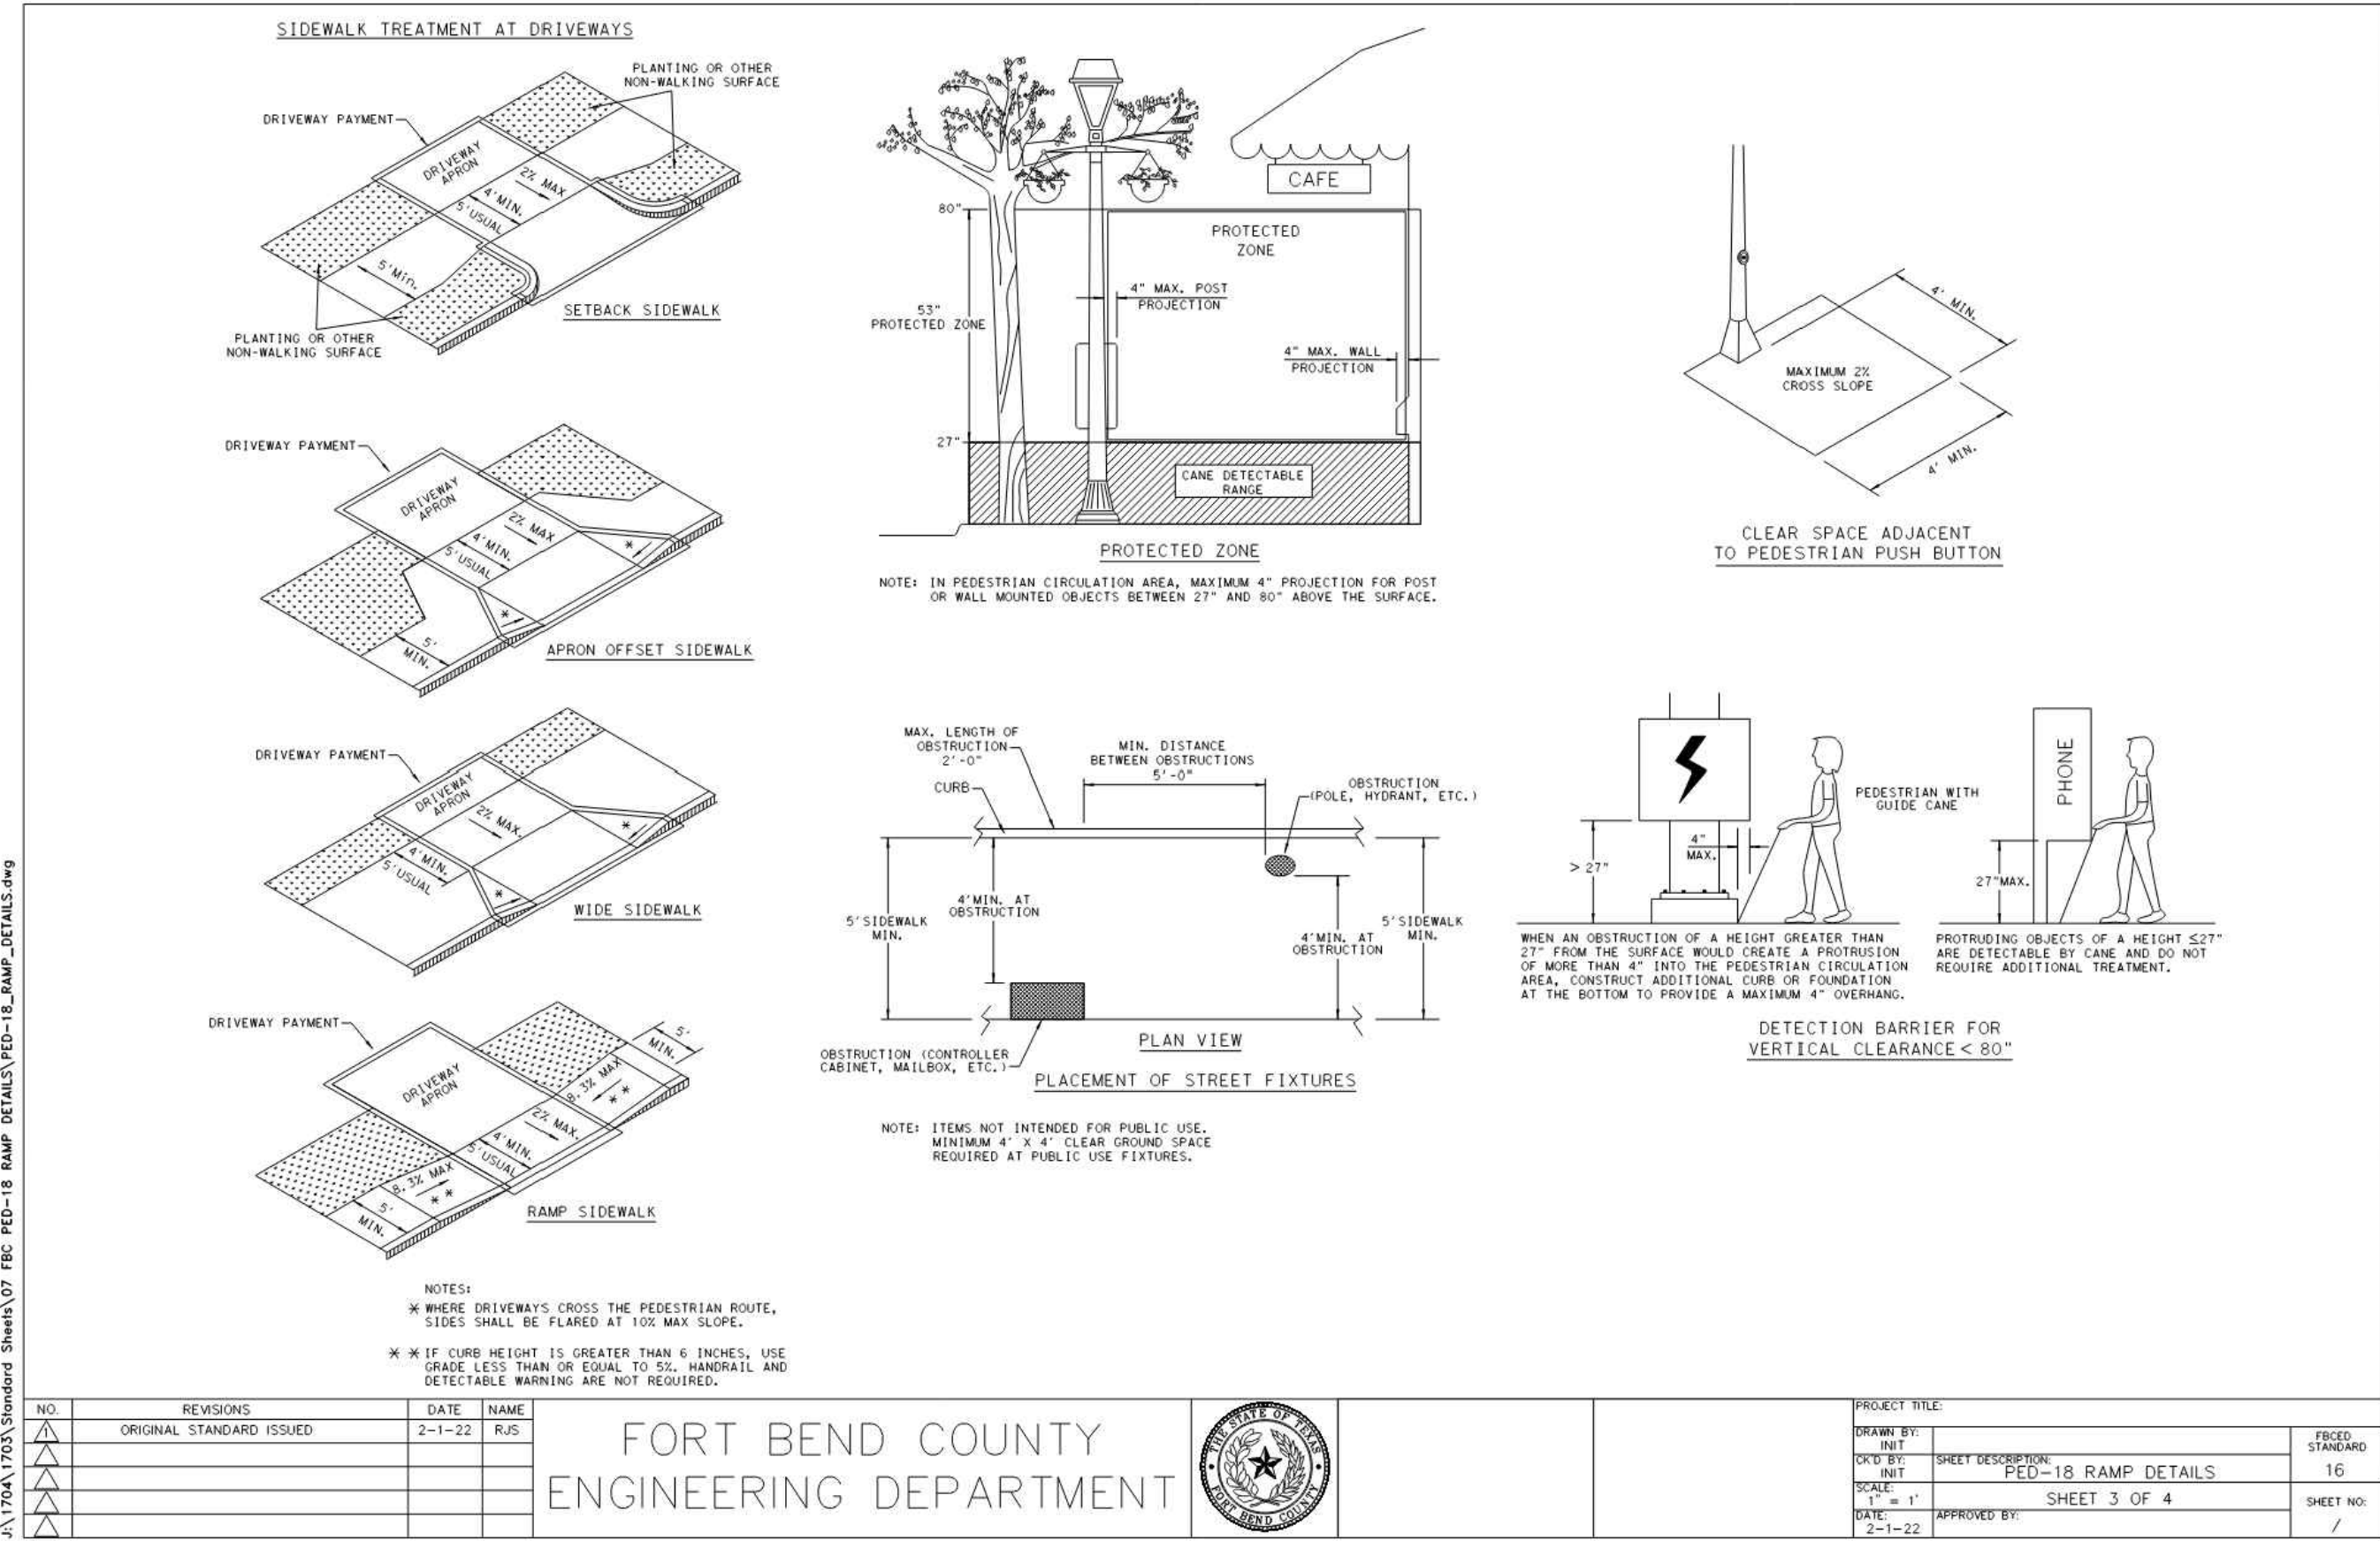 SIDEWALK TREATMENT AT DRIVEWAYS
PLANTING OR OTHER
NON-WALKING SURFACE
DRIVEWAY PAYMENT
DRIVEWAY
APRON
2% MAX
4'MIN.
5'USUAL
5'Min.
SETBACK SIDEWALK
PLANTING OR OTHER
NON-WALKING SURFACE
DRIVEWAY PAYMENT
DRIVEWAY
APRON
2% MAX
4'MIN.
5'USUAL
*
*
5'
MIN.
APRON OFFSET SIDEWALK
DRIVEWAY PAYMENT
DRIVEWAY
APRON
2% MAX.
4'MIN.
5'USUAL
*
*
WIDE SIDEWALK
DRIVEWAY PAYMENT
DRIVEWAY
APRON
5'
MIN.
8.3% MAX
* *
2% MAX.
4'MIN.
5'USUAL
8.3% MAX
* *
5'
MIN.
RAMP SIDEWALK
NOTES:
* WHERE DRIVEWAYS CROSS THE PEDESTRIAN ROUTE,
SIDES SHALL BE FLARED AT 10% MAX SLOPE.
* * IF CURB HEIGHT IS GREATER THAN 6 INCHES, USE
GRADE LESS THAN OR EQUAL TO 5%. HANDRAIL AND
DETECTABLE WARNING ARE NOT REQUIRED.
CAFE
80"
PROTECTED
ZONE
4" MAX. POST
PROJECTION
53"
PROTECTED ZONE
4" MAX. WALL
PROJECTION
27"
CANE DETECTABLE
RANGE
PROTECTED ZONE
NOTE: IN PEDESTRIAN CIRCULATION AREA, MAXIMUM 4" PROJECTION FOR POST
OR WALL MOUNTED OBJECTS BETWEEN 27" AND 80" ABOVE THE SURFACE.
4' MIN.
MAXIMUM 2%
CROSS SLOPE
4' MIN.
CLEAR SPACE ADJACENT
TO PEDESTRIAN PUSH BUTTON
MAX. LENGTH OF
OBSTRUCTION
2'-0"
CURB
MIN. DISTANCE
BETWEEN OBSTRUCTIONS
5'-0"
OBSTRUCTION
(POLE, HYDRANT, ETC.)
4'MIN. AT
OBSTRUCTION
5'SIDEWALK
MIN.
4'MIN. AT
OBSTRUCTION
5'SIDEWALK
MIN.
PLAN VIEW
OBSTRUCTION (CONTROLLER
CABINET, MAILBOX, ETC.)
PLACEMENT OF STREET FIXTURES
NOTE: ITEMS NOT INTENDED FOR PUBLIC USE.
MINIMUM 4' X 4' CLEAR GROUND SPACE
REQUIRED AT PUBLIC USE FIXTURES.
PEDESTRIAN WITH
GUIDE CANE
4"
MAX.
> 27"
PHONE
27"MAX.
WHEN AN OBSTRUCTION OF A HEIGHT GREATER THAN
27" FROM THE SURFACE WOULD CREATE A PROTRUSION
OF MORE THAN 4" INTO THE PEDESTRIAN CIRCULATION
AREA, CONSTRUCT ADDITIONAL CURB OR FOUNDATION
AT THE BOTTOM TO PROVIDE A MAXIMUM 4" OVERHANG.
PROTRUDING OBJECTS OF A HEIGHT ≤27"
ARE DETECTABLE BY CANE AND DO NOT
REQUIRE ADDITIONAL TREATMENT.
DETECTION BARRIER FOR
VERTICAL CLEARANCE < 80"
J:\1704\1703\Standard Sheets\07 FBC PED-18 RAMP DETAILS\PED-18_RAMP_DETAILS.dwg
NO. REVISIONS DATE NAME
1 ORIGINAL STANDARD ISSUED 2-1-22 RJS
FORT BEND COUNTY
ENGINEERING DEPARTMENT
THE STATE OF TEXAS
FORT BEND COUNTY
PROJECT TITLE:
DRAWN BY:
INIT
CK'D BY:
INIT
SCALE:
1" = 1'
DATE:
2-1-22
SHEET DESCRIPTION:
PED-18 RAMP DETAILS
SHEET 3 OF 4
APPROVED BY:
FBCED
STANDARD
16
SHEET NO:
/